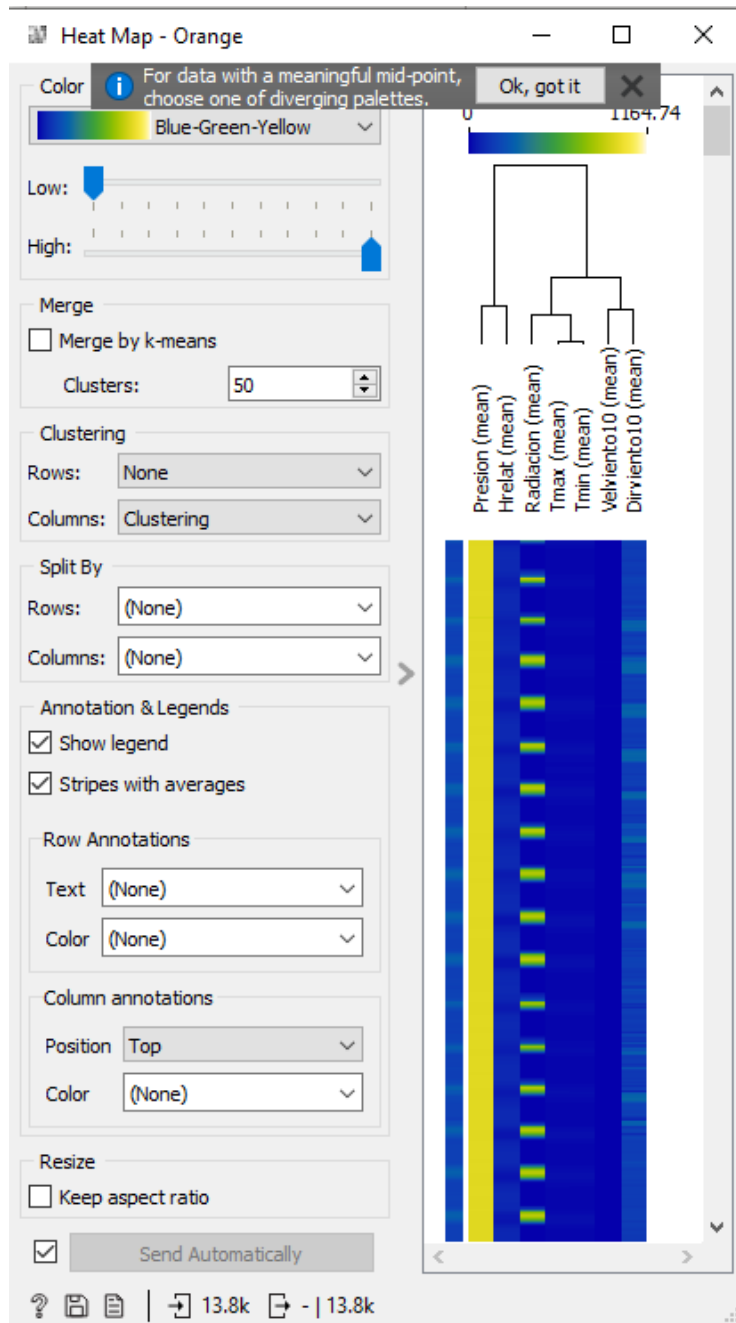 Heat Map - Orange
Color
For data with a meaningful mid-point,
choose one of diverging palettes.
Ok, got it
Blue-Green-Yellow
Low:
High:
Merge
Merge by k-means
Clusters: 50
Clustering
Rows: None
Columns: Clustering
Split By
Rows: (None)
Columns: (None)
Annotation & Legends
Show legend
Stripes with averages
Row Annotations
Text (None)
Color (None)
Column annotations
Position Top
Color (None)
Resize
Keep aspect ratio
Send Automatically
? 13.8k - | 13.8k
0 1164.74
Presion (mean)
Hrelat (mean)
Radiacion (mean)
Tmax (mean)
Tmin (mean)
Velviento10 (mean)
Dirviento10 (mean)